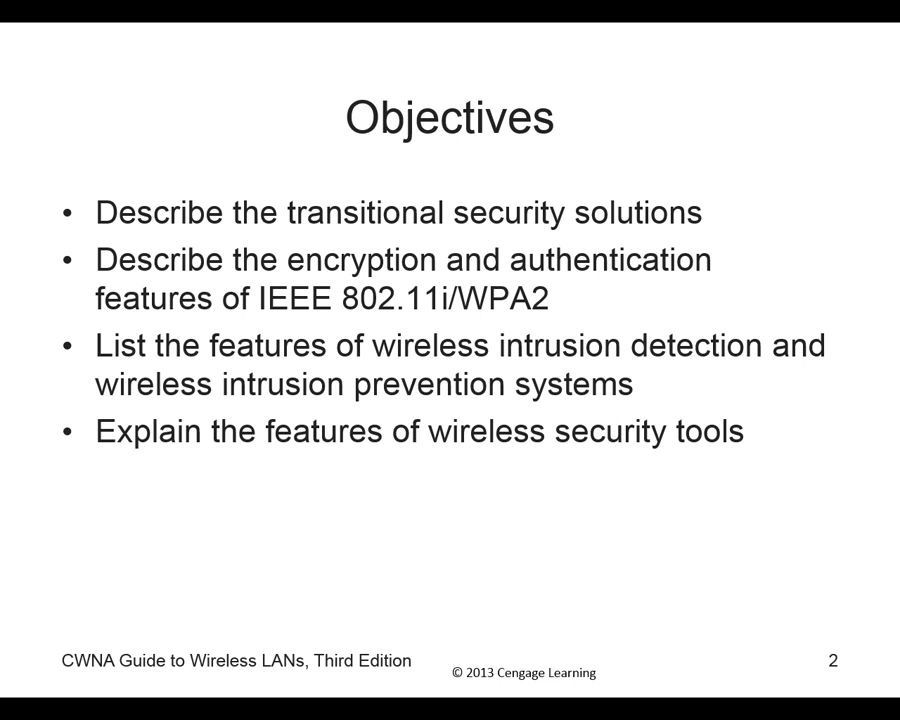 Objectives
• Describe the transitional security solutions
• Describe the encryption and authentication
features of IEEE 802.11i/WPA2
• List the features of wireless intrusion detection and
wireless intrusion prevention systems
• Explain the features of wireless security tools
CWNA Guide to Wireless LANs, Third Edition
© 2013 Cengage Learning
2